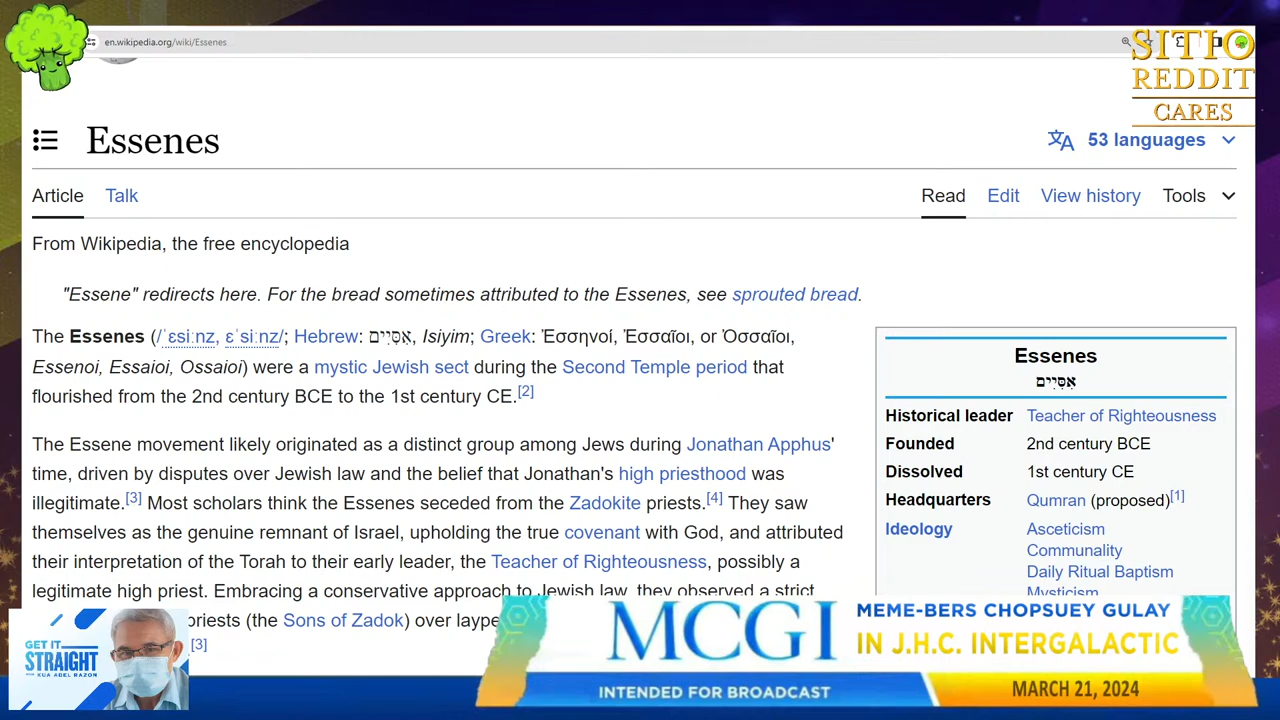 en.wikipedia.org/wiki/Essenes
SITIO
REDDIT
CARES
Essenes
53 languages
Article Talk
Read Edit View history Tools
From Wikipedia, the free encyclopedia
"Essene" redirects here. For the bread sometimes attributed to the Essenes, see sprouted bread.
The Essenes (/ˈɛsiːnz, ɛˈsiːnz/; Hebrew: אִסִּיִים, Isiyim; Greek: Ἐσσηνοί, Ἐσσαῖοι, or Ὀσσαῖοι,
Essenoi, Essaioi, Ossaioi) were a mystic Jewish sect during the Second Temple period that
flourished from the 2nd century BCE to the 1st century CE.[2]
The Essene movement likely originated as a distinct group among Jews during Jonathan Apphus'
time, driven by disputes over Jewish law and the belief that Jonathan's high priesthood was
illegitimate.[3] Most scholars think the Essenes seceded from the Zadokite priests.[4] They saw
themselves as the genuine remnant of Israel, upholding the true covenant with God, and attributed
their interpretation of the Torah to their early leader, the Teacher of Righteousness, possibly a
legitimate high priest. Embracing a conservative approach to Jewish law, they observed a strict
priests (the Sons of Zadok) over laype
[3]
Essenes
אִסִּיִים
Historical leader Teacher of Righteousness
Founded 2nd century BCE
Dissolved 1st century CE
Headquarters Qumran (proposed)[1]
Ideology Asceticism
Communality
Daily Ritual Baptism
Mysticism
GET IT
STRAIGHT
WITH KUA ADEL RAZON
MCGI
MEME-BERS CHOPSUEY GULAY
IN J.H.C. INTERGALACTIC
INTENDED FOR BROADCAST
MARCH 21, 2024